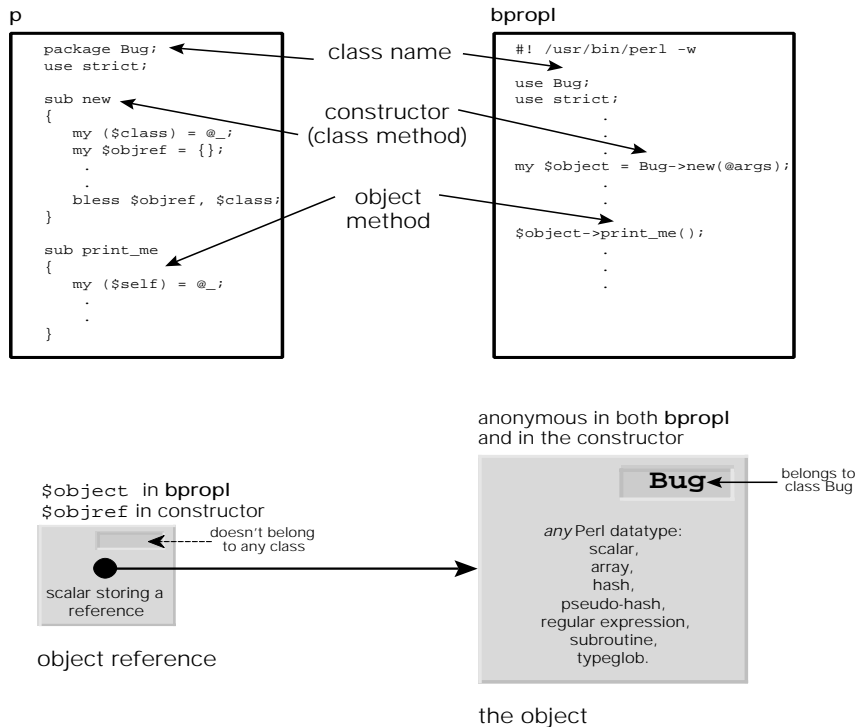 p
package Bug;
use strict;
sub new
{
my ($class) = @_;
my $objref = {};
.
.
bless $objref, $class;
}
sub print_me
{
my ($self) = @_;
.
.
}
class name
constructor
(class method)
object
method
bpropl
#! /usr/bin/perl -w
use Bug;
use strict;
.
.
.
my $object = Bug->new(@args);
.
.
.
$object->print_me();
.
.
.
$object in bpropl
$objref in constructor
doesn't belong
to any class
scalar storing a
reference
object reference
anonymous in both bpropl
and in the constructor
Bug
belongs to
class Bug
any Perl datatype:
scalar,
array,
hash,
pseudo-hash,
regular expression,
subroutine,
typeglob.
the object